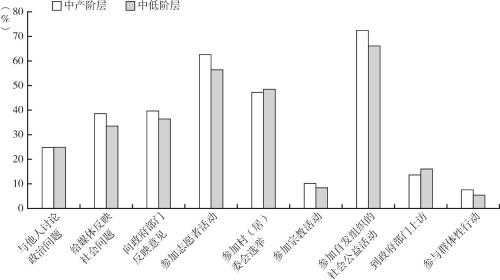 (%)
中产阶层
中低阶层
80
70
60
50
40
30
20
10
0
与他人讨论
政治问题
给媒体反映
社会问题
向政府部门
反映意见
参加志愿者活动
参加村（居）
委会选举
参加宗教活动
参加自发组织的
社会公益活动
到政府部门上访
参与群体性行动